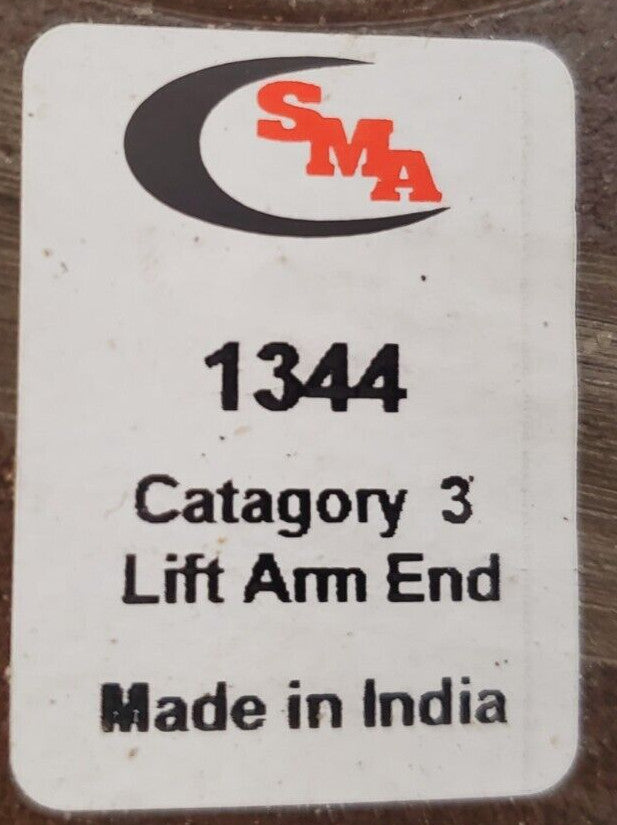 SMA
1344
Catagory 3
Lift Arm End
Made in India